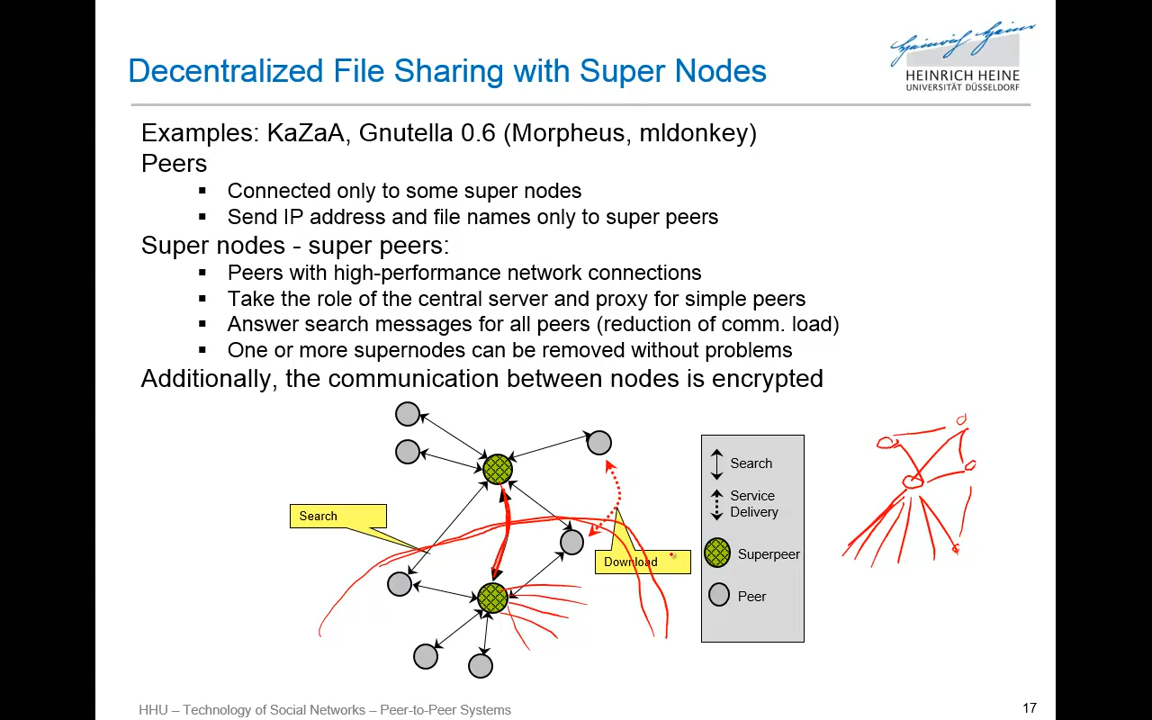 Decentralized File Sharing with Super Nodes
Heinrich Heine
HEINRICH HEINE
UNIVERSITÄT DÜSSELDORF
Examples: KaZaA, Gnutella 0.6 (Morpheus, mldonkey)
Peers
▪ Connected only to some super nodes
▪ Send IP address and file names only to super peers
Super nodes - super peers:
▪ Peers with high-performance network connections
▪ Take the role of the central server and proxy for simple peers
▪ Answer search messages for all peers (reduction of comm. load)
▪ One or more supernodes can be removed without problems
Additionally, the communication between nodes is encrypted
Search
Download
Search
Service
Delivery
Superpeer
Peer
HHU – Technology of Social Networks – Peer-to-Peer Systems
17